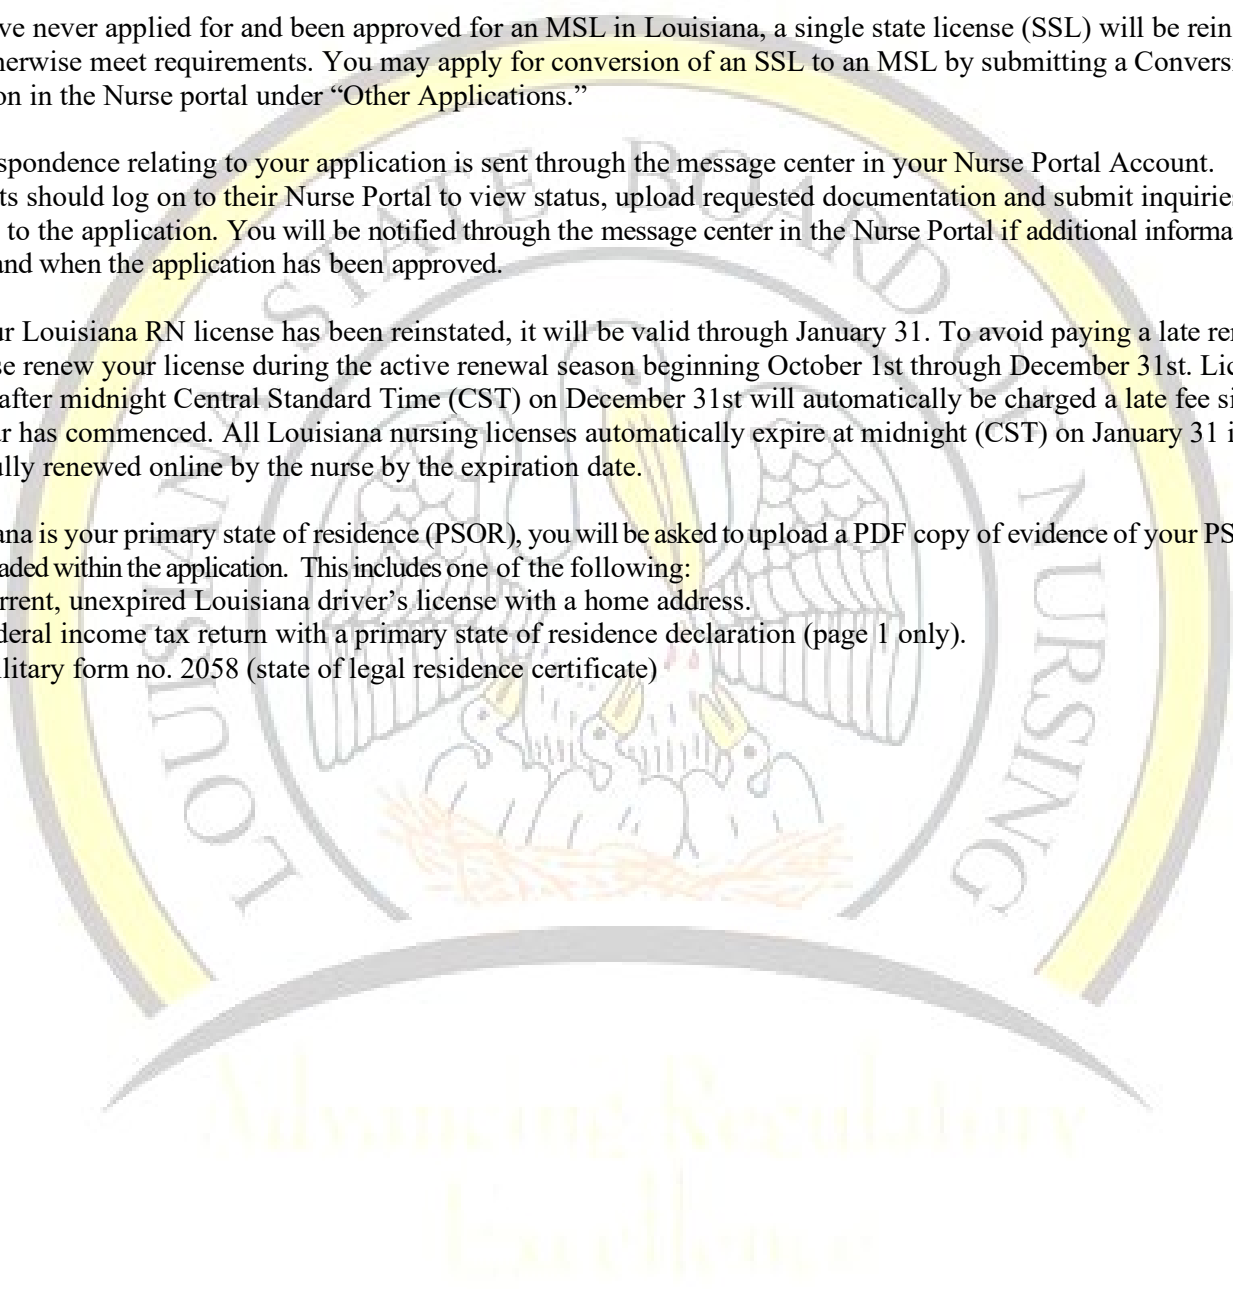 ve never applied for and been approved for an MSL in Louisiana, a single state license (SSL) will be rein
herwise meet requirements. You may apply for conversion of an SSL to an MSL by submitting a Convers
on in the Nurse portal under “Other Applications.”
spondence relating to your application is sent through the message center in your Nurse Portal Account.
ts should log on to their Nurse Portal to view status, upload requested documentation and submit inquirie
to the application. You will be notified through the message center in the Nurse Portal if additional informa
and when the application has been approved.
ur Louisiana RN license has been reinstated, it will be valid through January 31. To avoid paying a late re
se renew your license during the active renewal season beginning October 1st through December 31st. Lic
after midnight Central Standard Time (CST) on December 31st will automatically be charged a late fee si
ar has commenced. All Louisiana nursing licenses automatically expire at midnight (CST) on January 31 i
ully renewed online by the nurse by the expiration date.
ana is your primary state of residence (PSOR), you will be asked to upload a PDF copy of evidence of your PS
aded within the application. This includes one of the following:
rrent, unexpired Louisiana driver’s license with a home address.
deral income tax return with a primary state of residence declaration (page 1 only).
litary form no. 2058 (state of legal residence certificate)
LOUISIANA STATE BOARD OF NURSING
Advancing Regulatory
Excellence